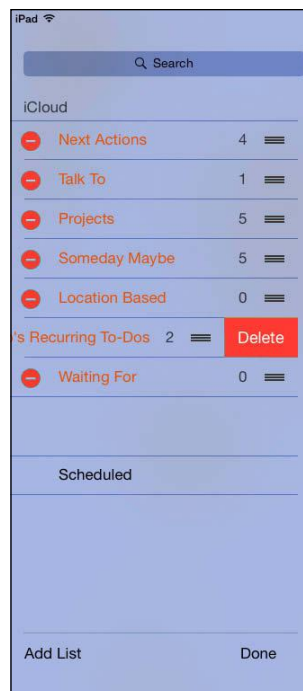 iPad
Search
iCloud
Next Actions 4
Talk To 1
Projects 5
Someday Maybe 5
Location Based 0
's Recurring To-Dos 2 Delete
Waiting For 0
Scheduled
Add List Done